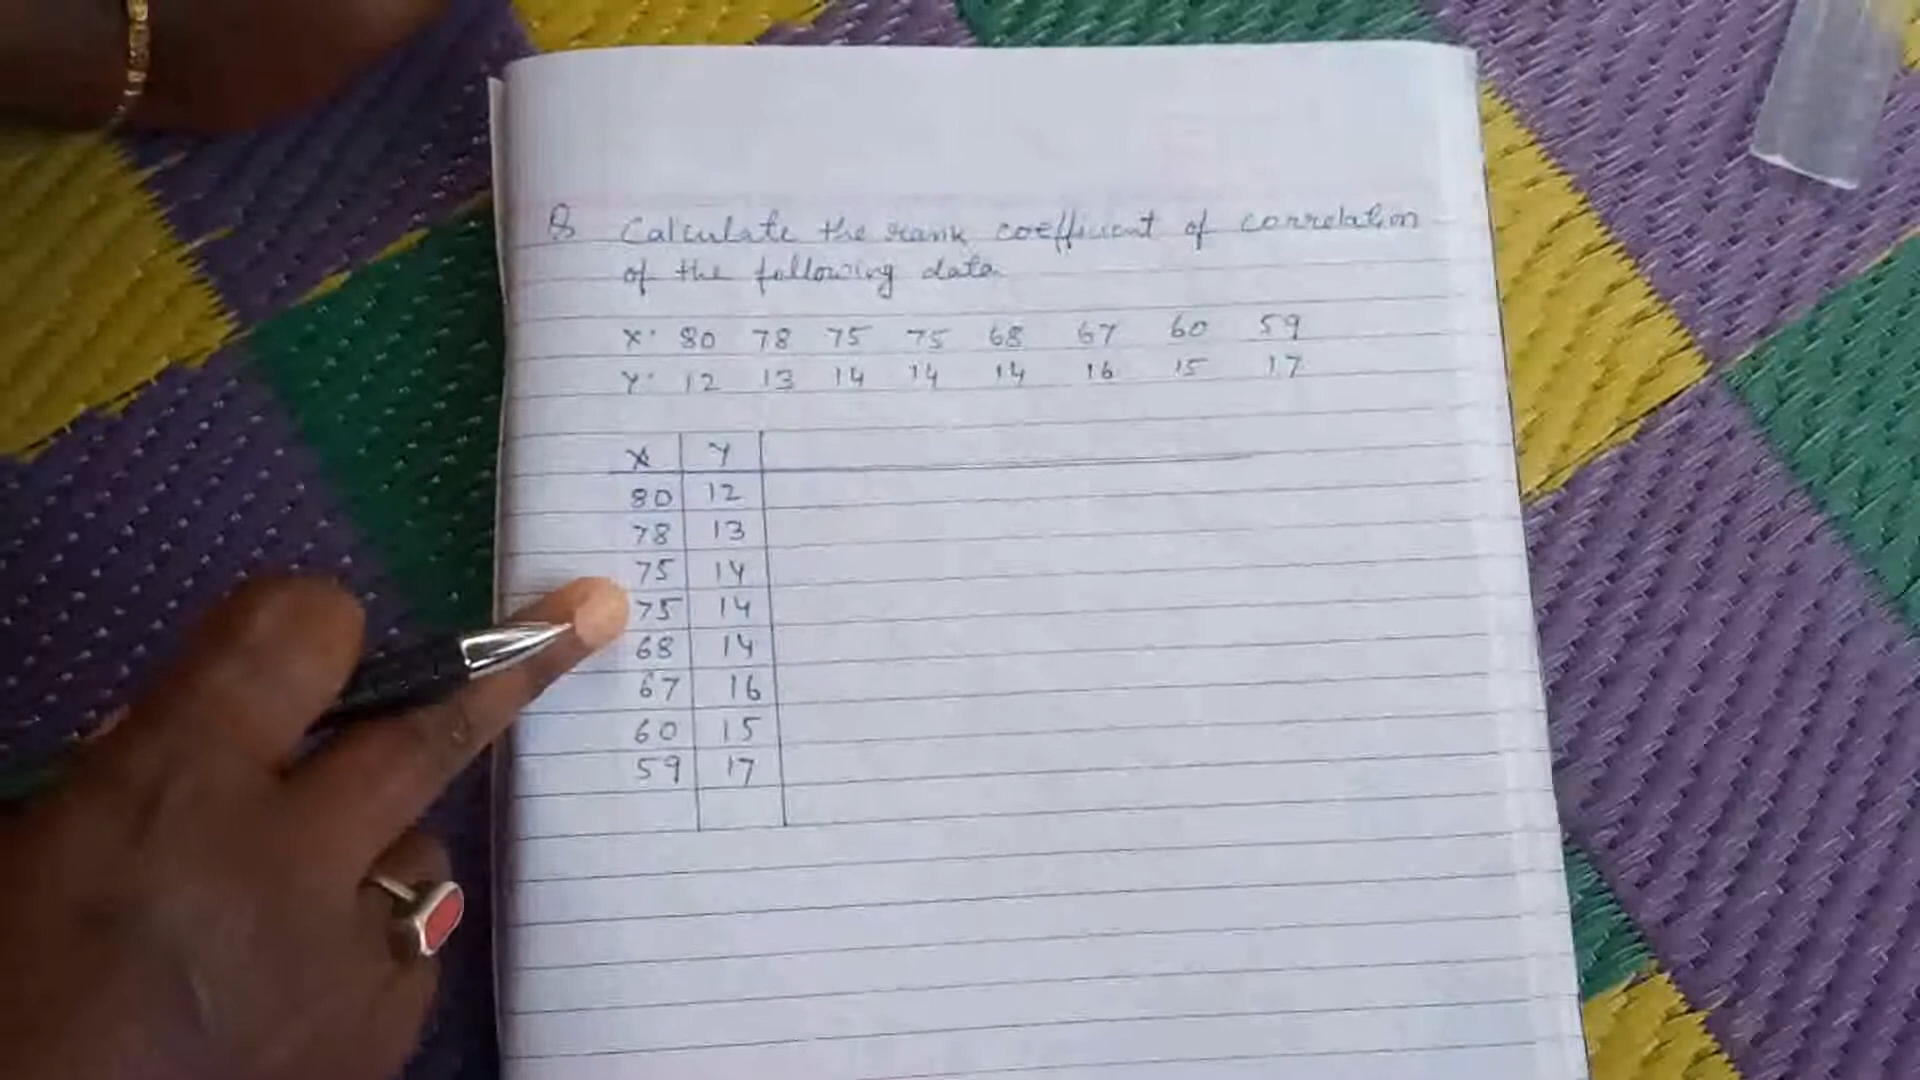 Q Calculate the rank coefficient of correlation
of the following data
X: 80 78 75 75 68 67 60 59
Y: 12 13 14 14 14 16 15 17
X Y
80 12
78 13
75 14
75 14
68 14
67 16
60 15
59 17